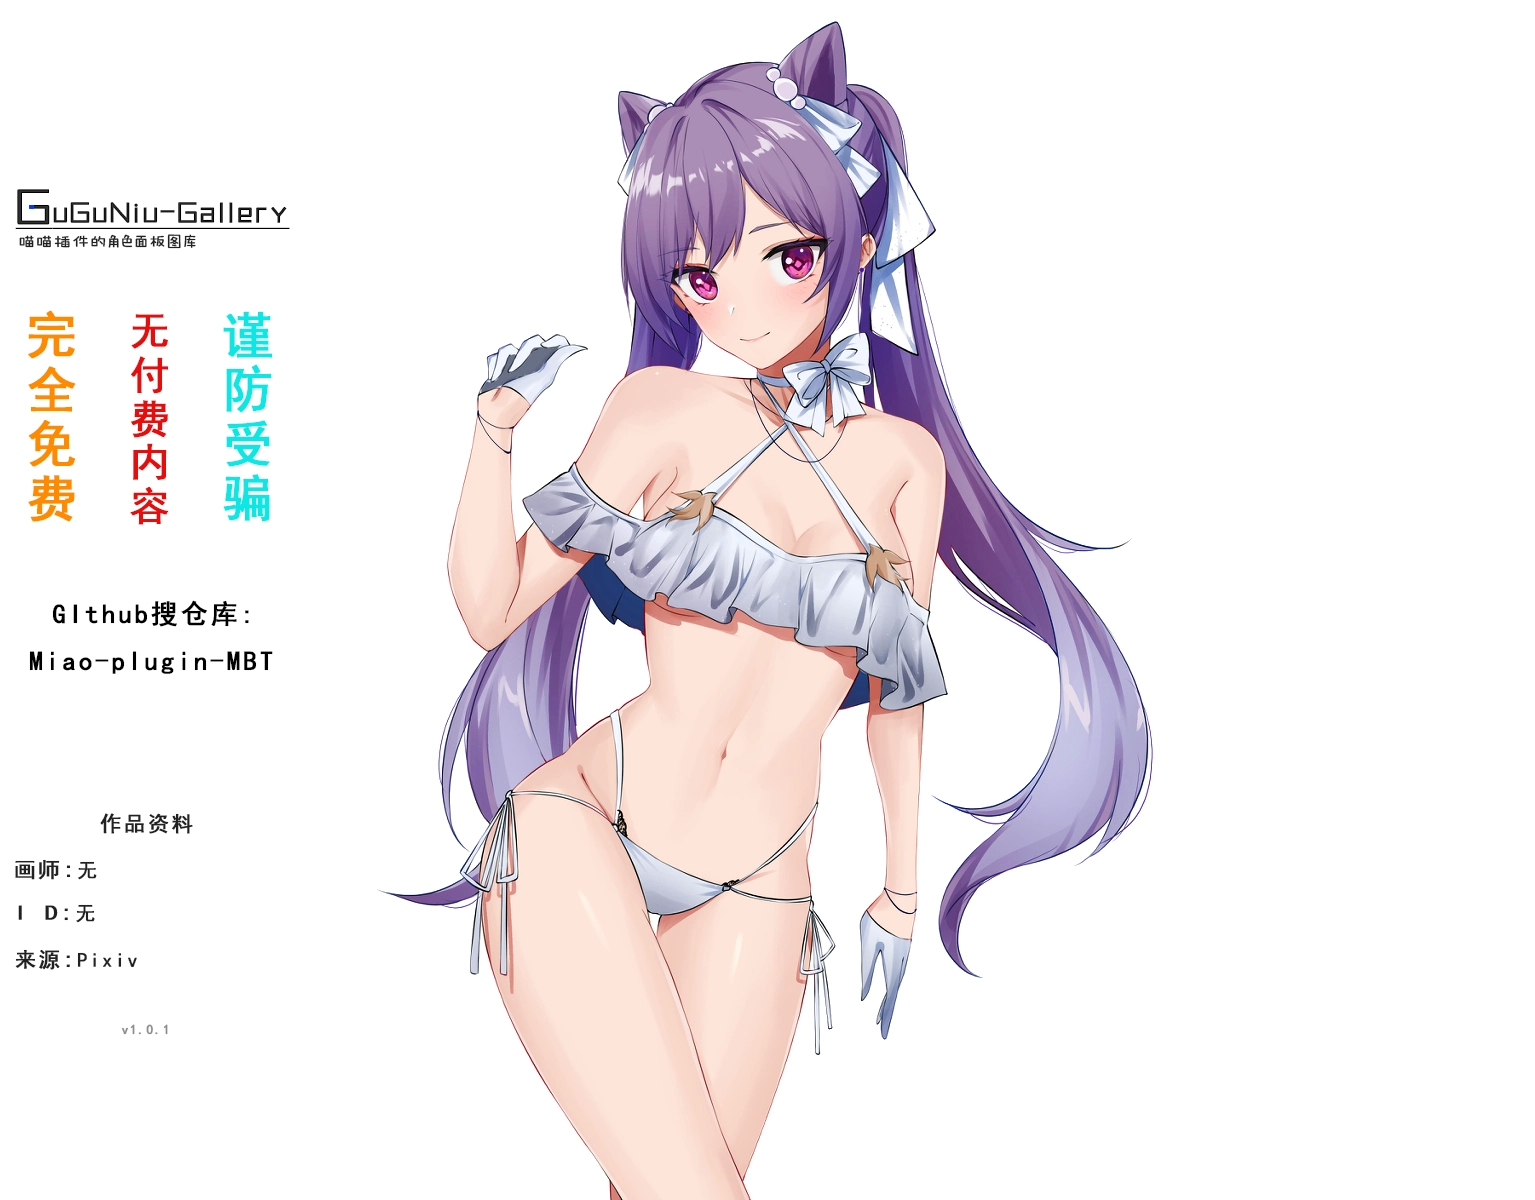 GuGuNiu-Gallery
喵喵插件的角色面板图库
完全免费
无付费内容
谨防受骗
GIthub搜仓库:
Miao-plugin-MBT
作品资料
画师:无
I D:无
来源:Pixiv
v1.0.1